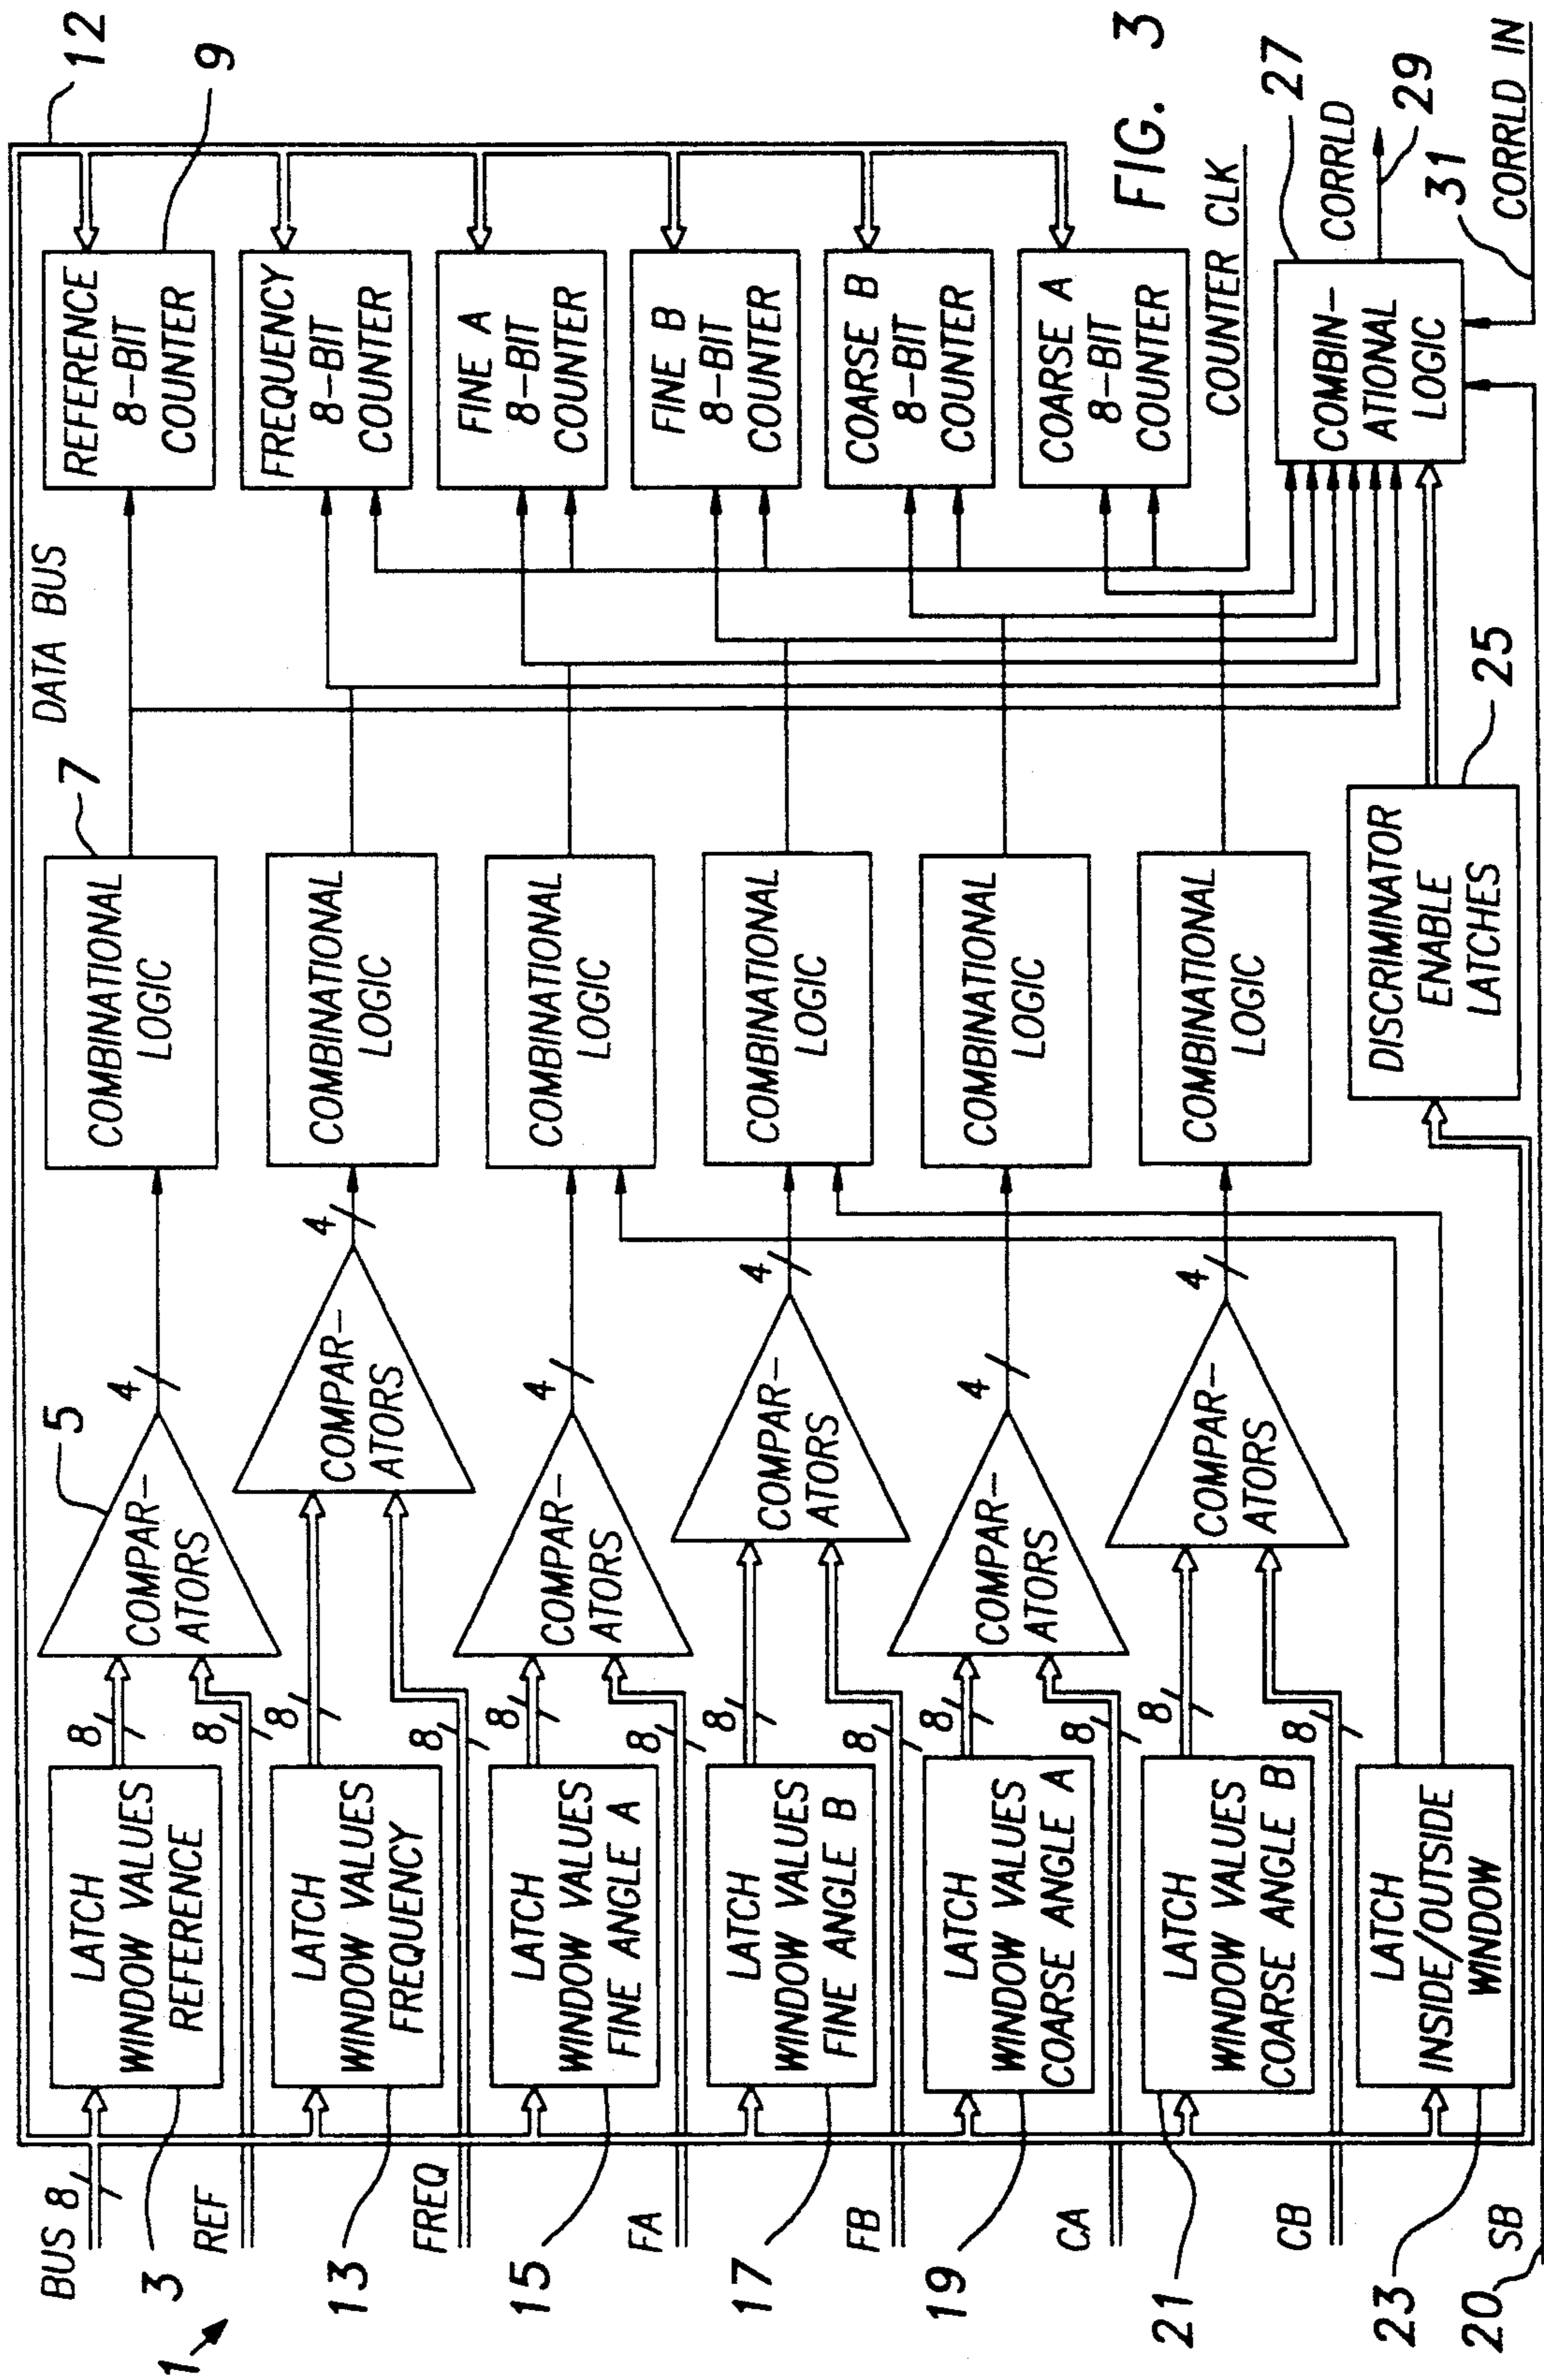 FIG. 3
1
BUS 8
3
REF
13
FREQ
15
FA
17
FB
19
CA
21
CB
23
20
SB
LATCH
WINDOW VALUES
REFERENCE
LATCH
WINDOW VALUES
FREQUENCY
LATCH
WINDOW VALUES
FINE ANGLE A
LATCH
WINDOW VALUES
FINE ANGLE B
LATCH
WINDOW VALUES
COARSE ANGLE A
LATCH
WINDOW VALUES
COARSE ANGLE B
LATCH
INSIDE/OUTSIDE
WINDOW
8
8
8
8
8
8
8
8
8
8
8
8
5
COMPAR-
ATORS
4
COMPAR-
ATORS
4
COMPAR-
ATORS
4
COMPAR-
ATORS
4
COMPAR-
ATORS
4
COMPAR-
ATORS
4
7
COMBINATIONAL
LOGIC
COMBINATIONAL
LOGIC
COMBINATIONAL
LOGIC
COMBINATIONAL
LOGIC
COMBINATIONAL
LOGIC
COMBINATIONAL
LOGIC
DISCRIMINATOR
ENABLE
LATCHES
25
DATA BUS
12
REFERENCE
8-BIT
COUNTER
9
FREQUENCY
8-BIT
COUNTER
FINE A
8-BIT
COUNTER
FINE B
8-BIT
COUNTER
COARSE B
8-BIT
COUNTER
COARSE A
8-BIT
COUNTER
COUNTER CLK
COMBIN-
ATIONAL
LOGIC
27
CORRLD
29
31
CORRLD IN